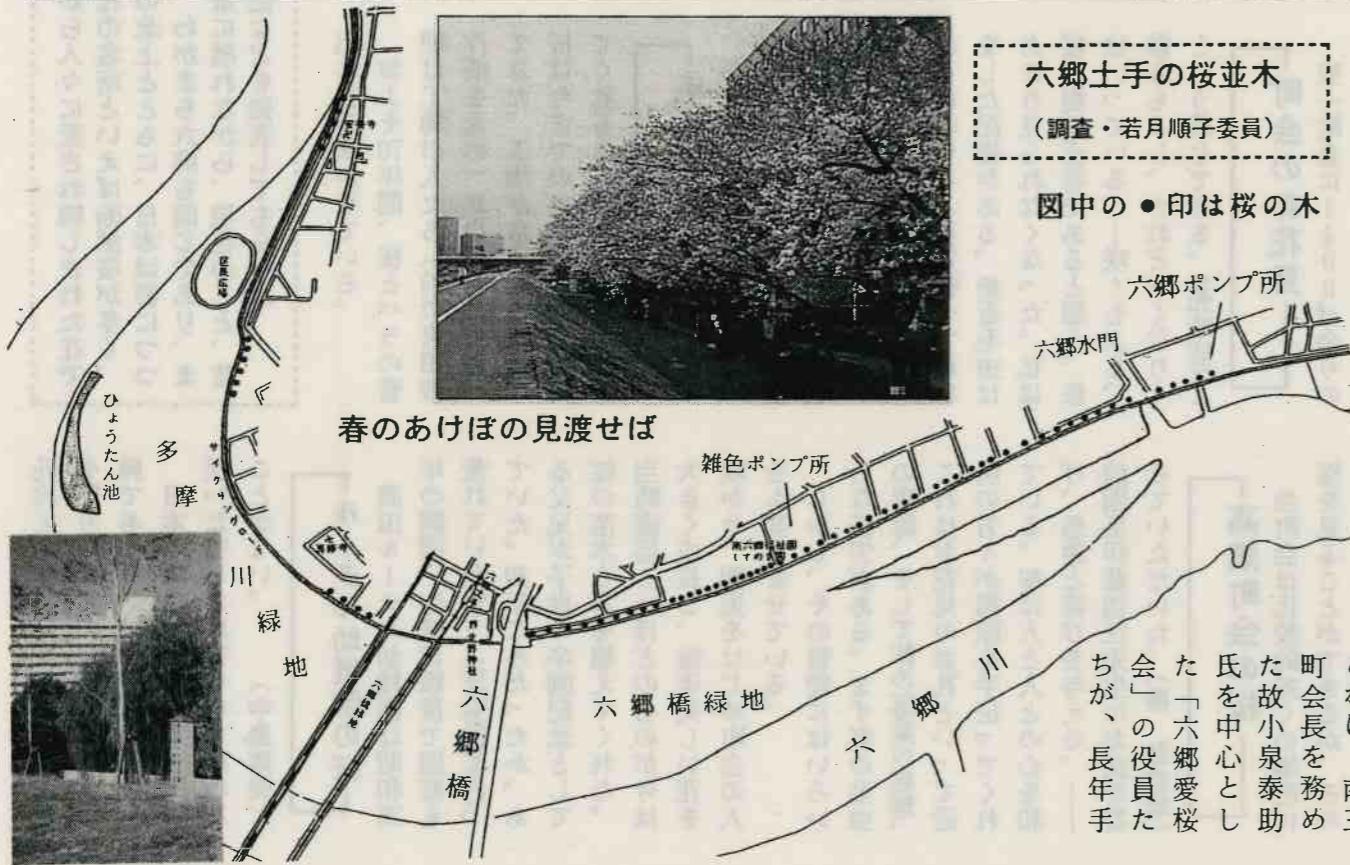 六郷土手の桜並木
(調査・若月順子委員)
図中の●印は桜の木
六郷ポンプ所
六郷水門
春のあけぼの見渡せば
雑色ポンプ所
ひょうたん池
区民広場
サイクリングロード
多摩川緑地
六郷橋
六郷橋緑地
六郷川
町会長を務め
た故小泉泰助
氏を中心とし
た「六郷愛桜
会」の役員た
ちが、長年手